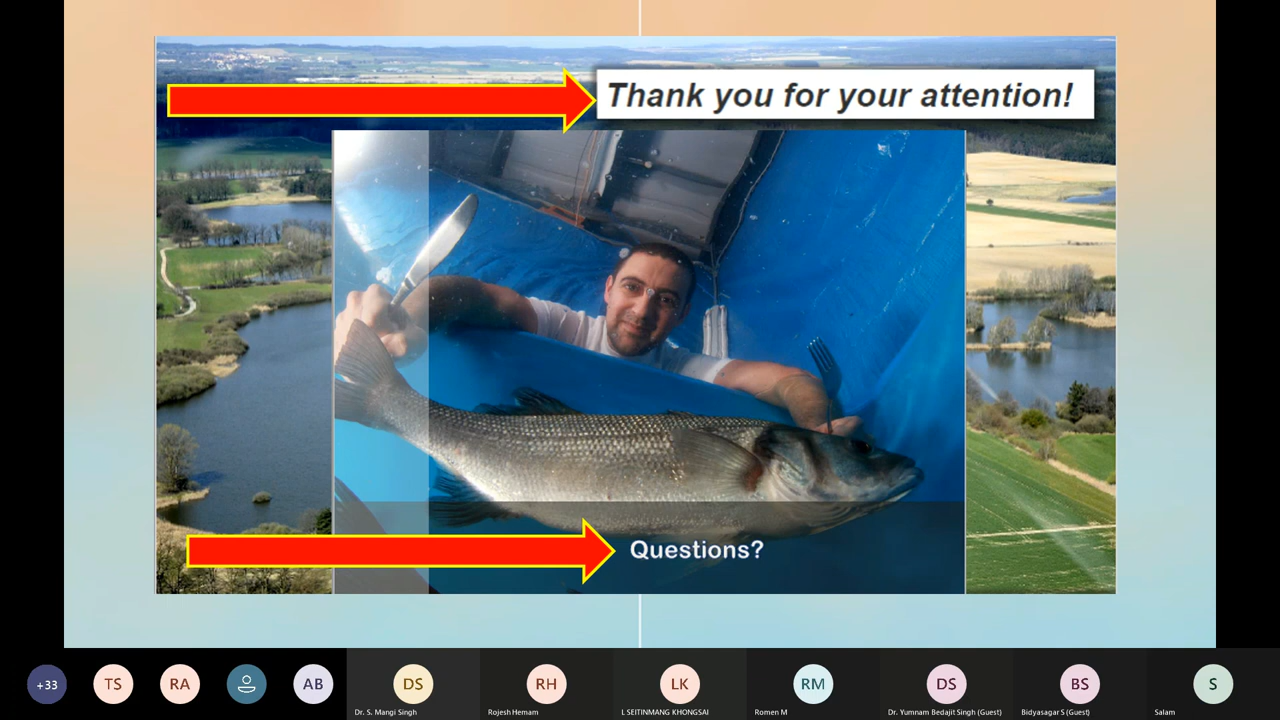 Thank you for your attention!
Questions?
+33
TS
RA
AB
DS
RH
LK
RM
DS
BS
S
Dr. S. Mangi Singh
Rojesh Hemam
L SEITINMANG KHONGSAI
Romen M
Dr. Yumnam Bedajit Singh (Guest)
Bidyasagar S (Guest)
Salam